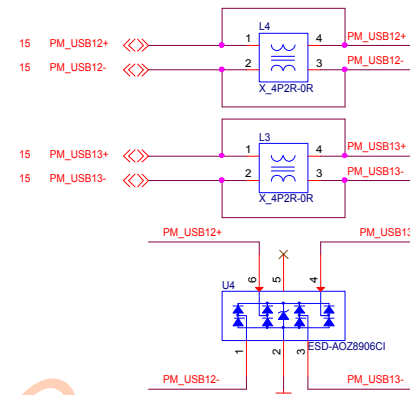 L4
15 PM_USB12+ 1 4 PM_USB12+
15 PM_USB12- 2 3 PM_USB12-
X_4P2R-0R
L3
15 PM_USB13+ 1 4 PM_USB13+
15 PM_USB13- 2 3 PM_USB13-
X_4P2R-0R
PM_USB12+ PM_USB13
6 5 4
U4
ESD-AOZ8906CI
1 2 3
PM_USB12- PM_USB13-